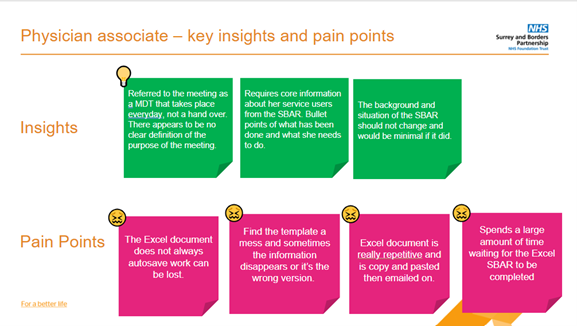 Physician associate – key insights and pain points
NHS
Surrey and Borders
Partnership
NHS Foundation Trust
Insights
Referred to the meeting as
a MDT that takes place
everyday, not a hand over.
There appears to be no
clear definition of the
purpose of the meeting.
Requires core information
about her service users
from the SBAR. Bullet
points of what has been
done and what she needs
to do.
The background and
situation of the SBAR
should not change and
would be minimal if it did.
Pain Points
The Excel document
does not always
autosave work can
be lost.
Find the template a
mess and sometimes
the information
disappears or it's the
wrong version.
Excel document is
really repetitive and
is copy and pasted
then emailed on.
Spends a large
amount of time
waiting for the Excel
SBAR to be
completed
For a better life